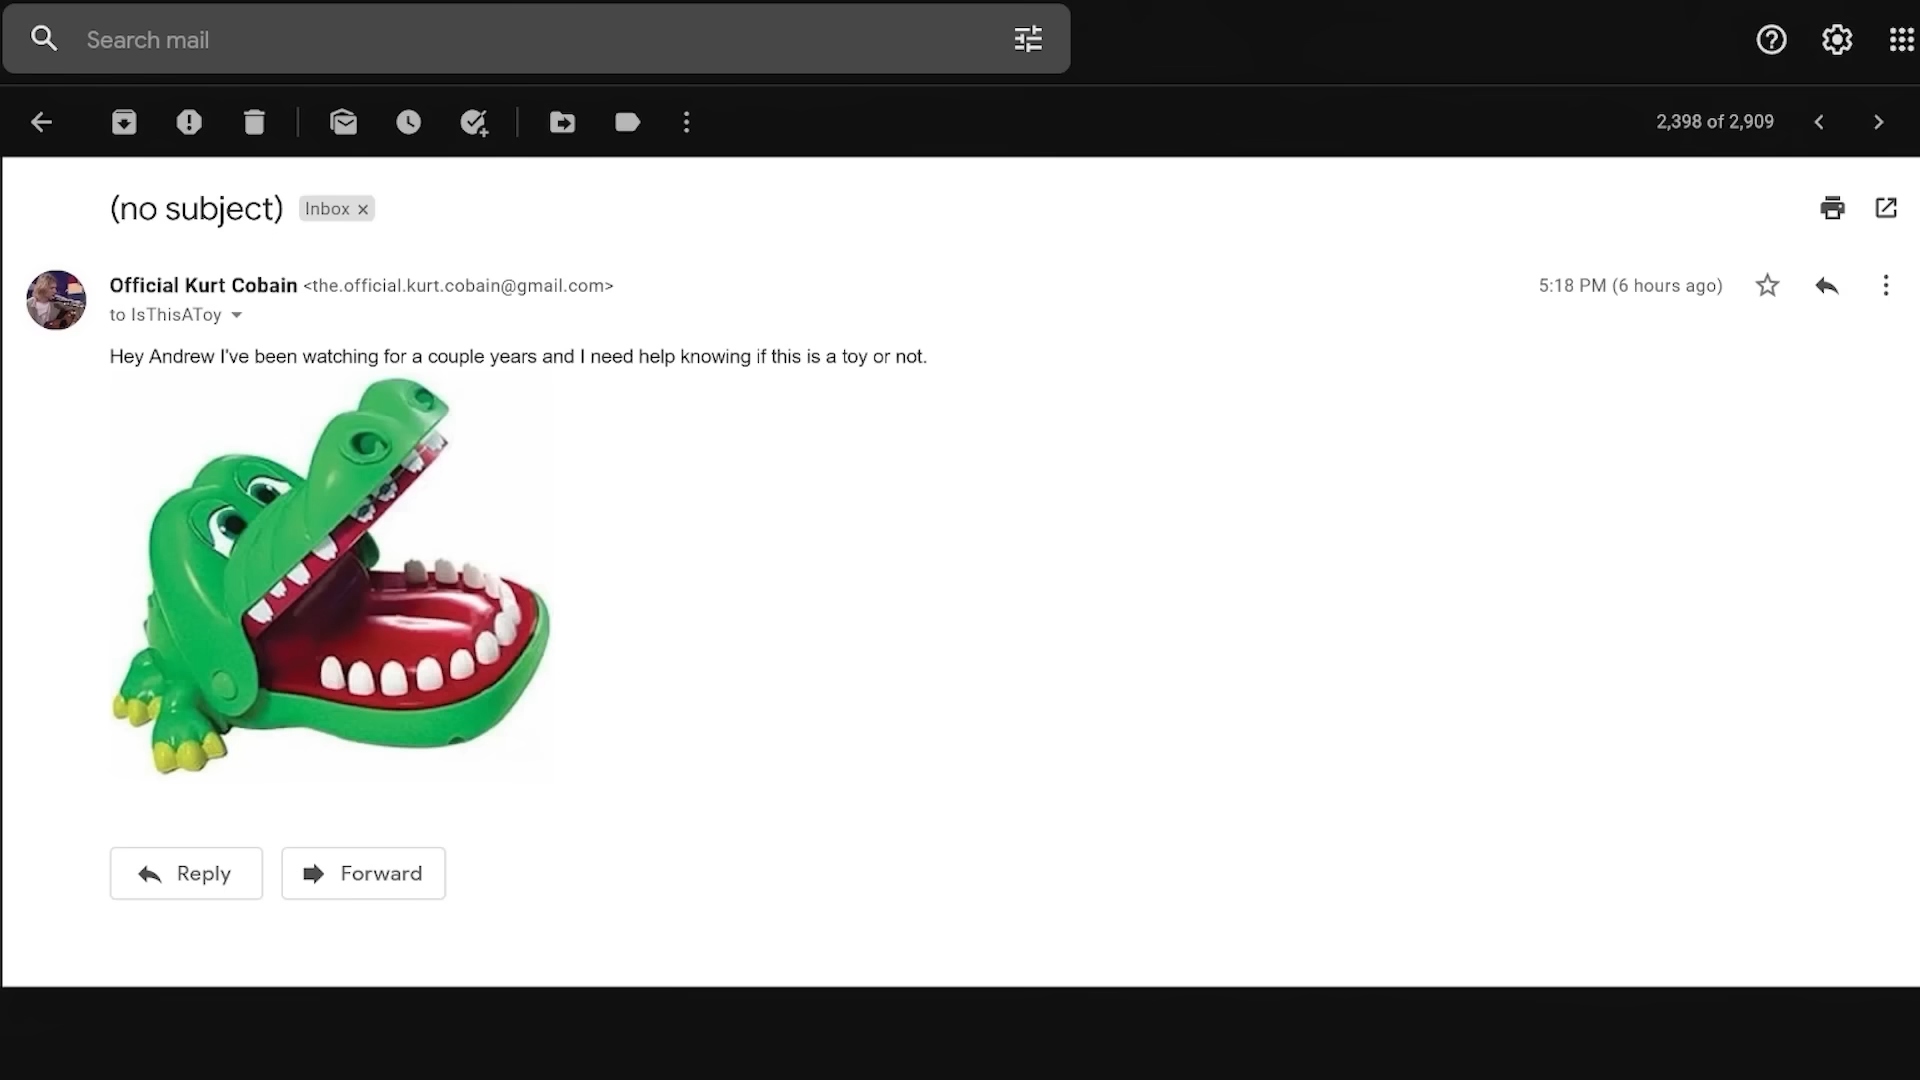 Search mail
2,398 of 2,909
(no subject) Inbox
Official Kurt Cobain <the.official.kurt.cobain@gmail.com>
5:18 PM (6 hours ago)
to IsThisAToy
Hey Andrew I've been watching for a couple years and I need help knowing if this is a toy or not.
Reply
Forward